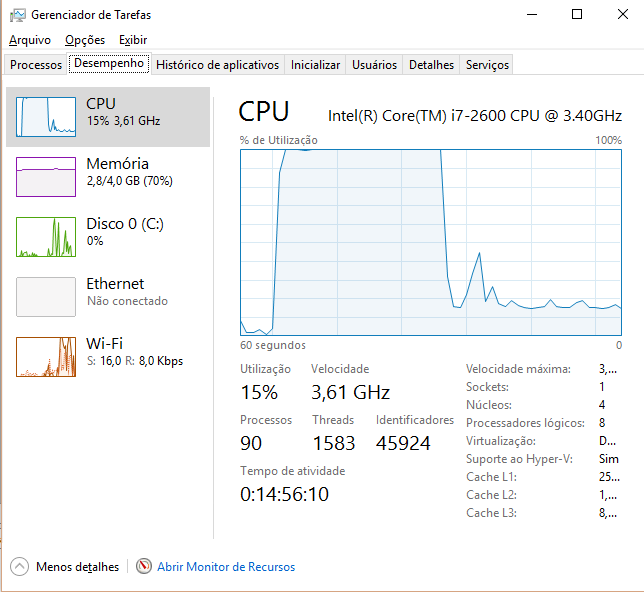 Gerenciador de Tarefas
Arquivo Opções Exibir
Processos Desempenho Histórico de aplicativos Inicializar Usuários Detalhes Serviços
CPU
15% 3,61 GHz
Memória
2,8/4,0 GB (70%)
Disco 0 (C:)
0%
Ethernet
Não conectado
Wi-Fi
S: 16,0 R: 8,0 Kbps
CPU Intel(R) Core(TM) i7-2600 CPU @ 3.40GHz
% de Utilização 100%
60 segundos 0
Utilização Velocidade
15% 3,61 GHz
Processos Threads Identificadores
90 1583 45924
Tempo de atividade
0:14:56:10
Velocidade máxima: 3,...
Sockets: 1
Núcleos: 4
Processadores lógicos: 8
Virtualização: D...
Suporte ao Hyper-V: Sim
Cache L1: 25...
Cache L2: 1,...
Cache L3: 8,...
Menos detalhes Abrir Monitor de Recursos